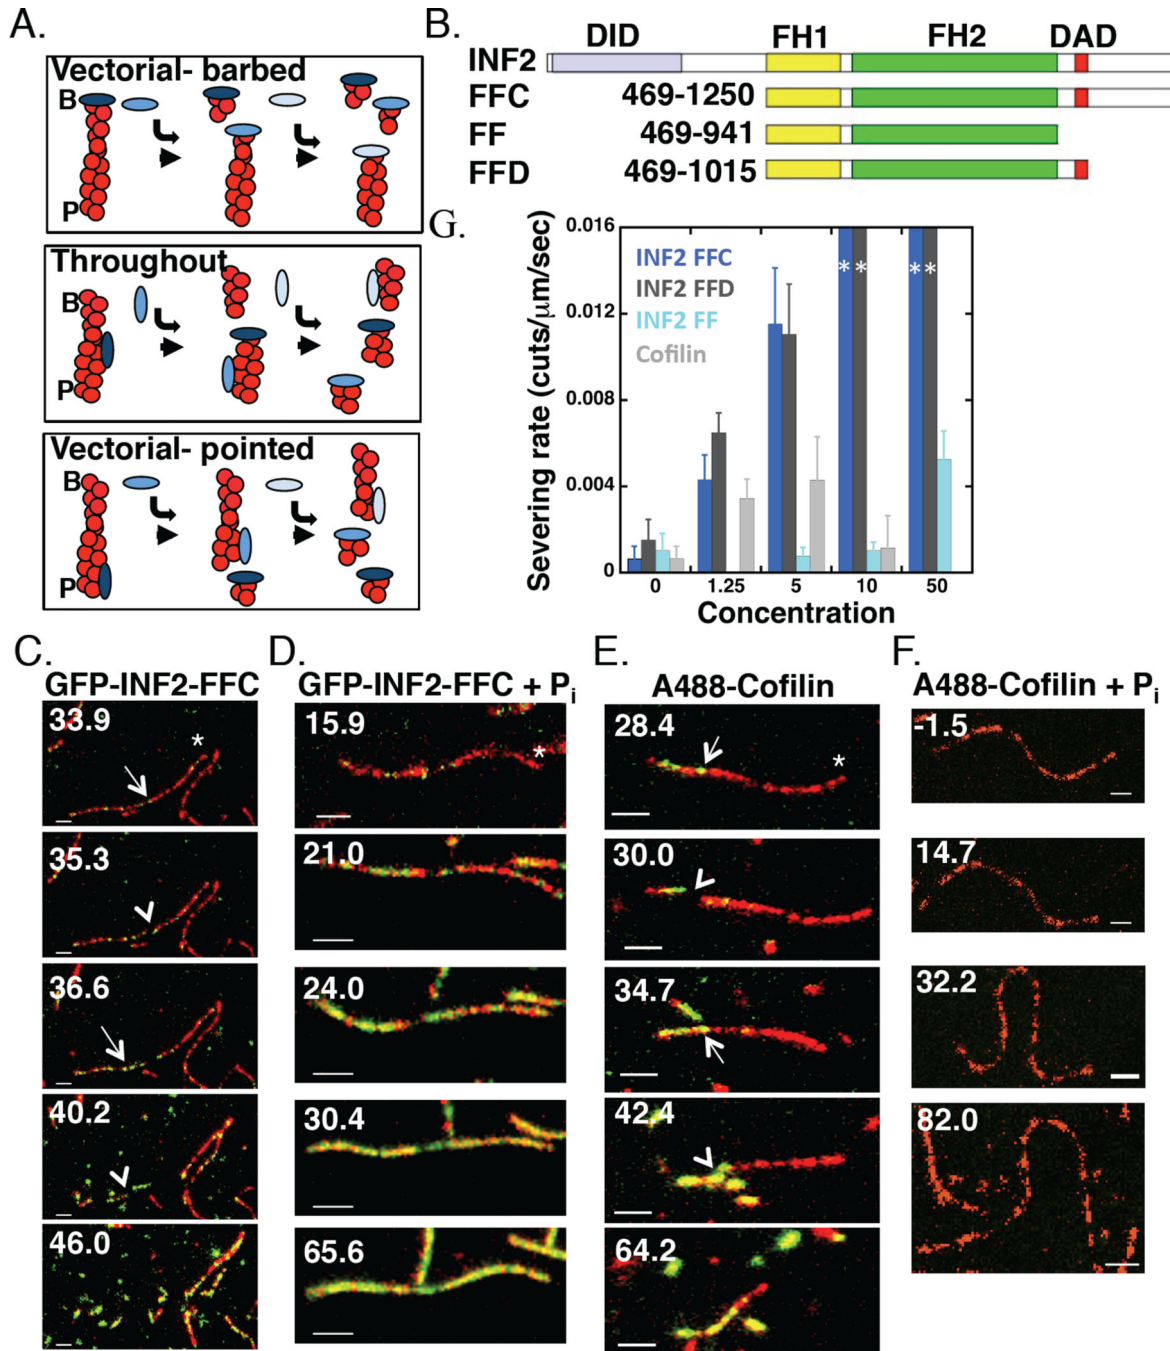 A.
Vectorial- barbed
B
P
Throughout
B
P
Vectorial- pointed
B
P
B.
DID FH1 FH2 DAD
INF2
FFC 469-1250
FF 469-941
FFD 469-1015
G.
Severing rate (cuts/μm/sec)
0.016
0.012
0.008
0.004
0
INF2 FFC
INF2 FFD
INF2 FF
Cofilin
* * * *
0 1.25 5 10 50
Concentration
C.
GFP-INF2-FFC
33.9
*
35.3
36.6
40.2
46.0
D.
GFP-INF2-FFC + Pi
15.9
*
21.0
24.0
30.4
65.6
E.
A488-Cofilin
28.4
*
30.0
34.7
42.4
64.2
F.
A488-Cofilin + Pi
-1.5
14.7
32.2
82.0